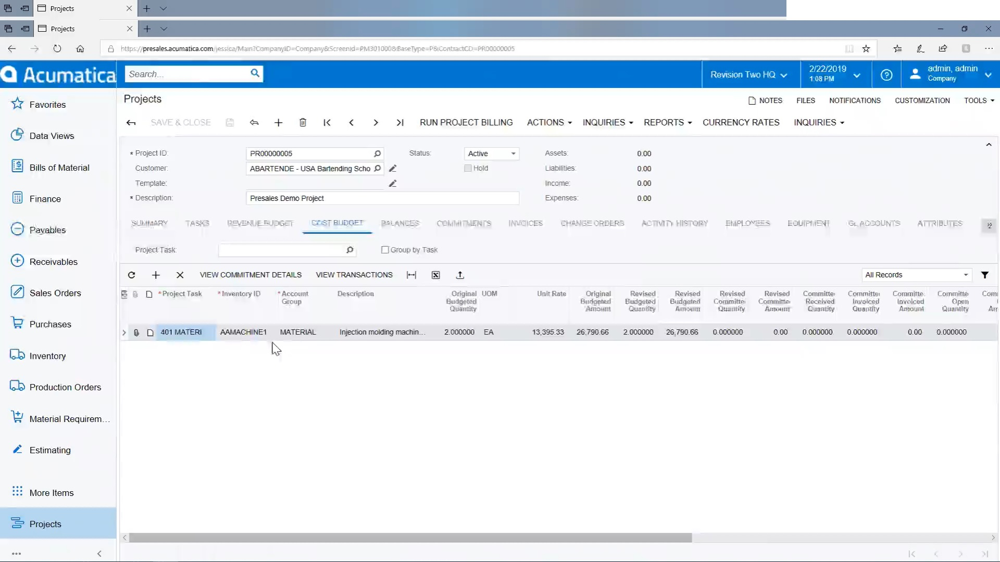 Projects
Projects
https://presales.acumatica.com/jessica/Main?CompanyID=Company&ScreenId=PM301000&BaseType=P&ContractCD=PR00000005
Acumatica
Search...
Revision Two HQ
2/22/2019
1:08 PM
admin, admin
Company
Favorites
Data Views
Bills of Material
Finance
Payables
Receivables
Sales Orders
Purchases
Inventory
Production Orders
Material Requirem...
Estimating
More Items
Projects
Projects
NOTES FILES NOTIFICATIONS CUSTOMIZATION TOOLS
SAVE & CLOSE RUN PROJECT BILLING ACTIONS INQUIRIES REPORTS CURRENCY RATES INQUIRIES
* Project ID: PR00000005 Status: Active Assets: 0.00
Customer: ABARTENDE - USA Bartending Scho Hold Liabilities: 0.00
Template: Income: 0.00
* Description: Presales Demo Project Expenses: 0.00
SUMMARY TASKS REVENUE BUDGET COST BUDGET BALANCES COMMITMENTS INVOICES CHANGE ORDERS ACTIVITY HISTORY EMPLOYEES EQUIPMENT GL ACCOUNTS ATTRIBUTES
Project Task: Group by Task
VIEW COMMITMENT DETAILS VIEW TRANSACTIONS All Records
* Project Task * Inventory ID * Account Group Description Original Budgeted Quantity UOM Unit Rate Original Budgeted Amount Revised Budgeted Quantity Revised Budgeted Amount Revised Committe Quantity Revised Committe Amount Committe Received Quantity Committe Invoiced Quantity Committe Invoiced Amount Committe Open Quantity
401 MATERI AAMACHINE1 MATERIAL Injection molding machin... 2.000000 EA 13,395.33 26,790.66 2.000000 26,790.66 0.000000 0.00 0.000000 0.000000 0.00 0.000000